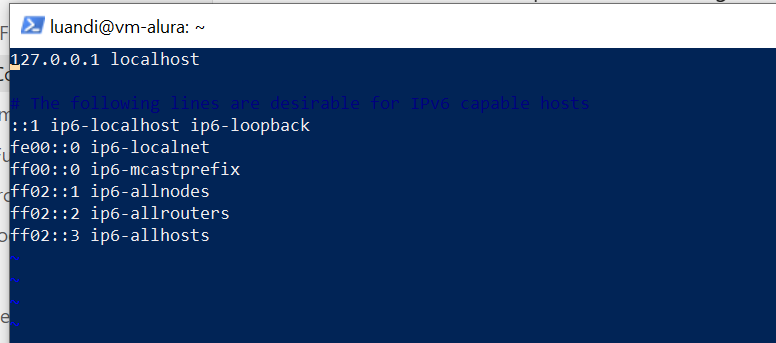 luandi@vm-alura: ~
127.0.0.1 localhost
# The following lines are desirable for IPv6 capable hosts
::1 ip6-localhost ip6-loopback
fe00::0 ip6-localnet
ff00::0 ip6-mcastprefix
ff02::1 ip6-allnodes
ff02::2 ip6-allrouters
ff02::3 ip6-allhosts
~
~
~
~